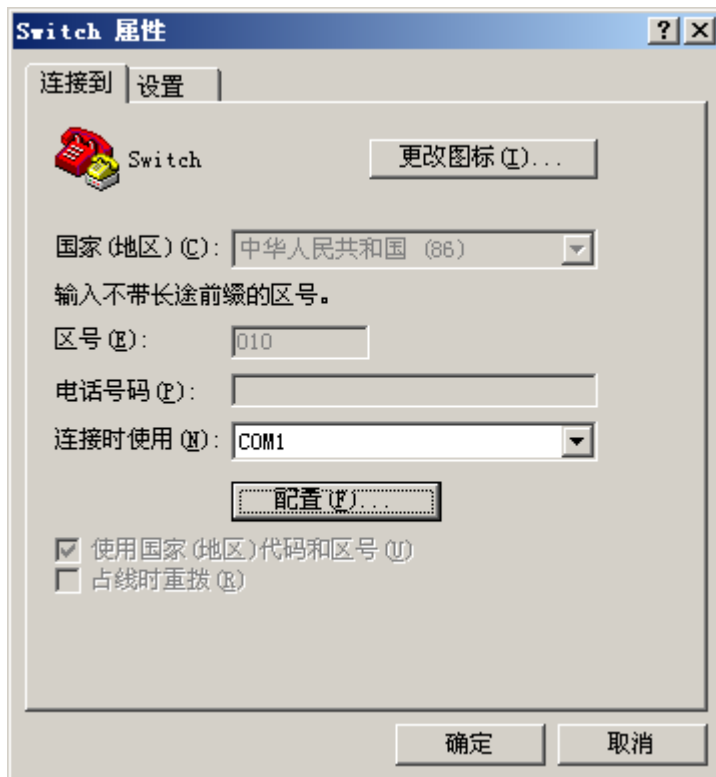 Switch 属性
连接到 设置
Switch 更改图标(I)...
国家(地区)(C): 中华人民共和国 (86)
输入不带长途前缀的区号。
区号(E): 010
电话号码(P):
连接时使用(N): COM1
配置(F)...
使用国家(地区)代码和区号(U)
占线时重拨(R)
确定 取消